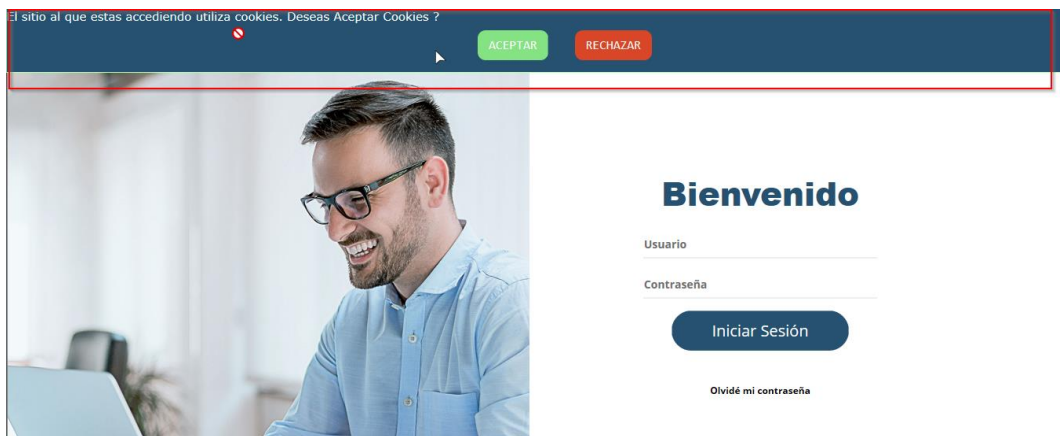 El sitio al que estas accediendo utiliza cookies. Deseas Aceptar Cookies ?
ACEPTAR RECHAZAR
Bienvenido
Usuario
Contraseña
Iniciar Sesión
Olvidé mi contraseña